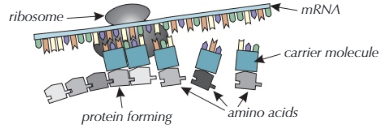 ribosome
mRNA
carrier molecule
amino acids
protein forming